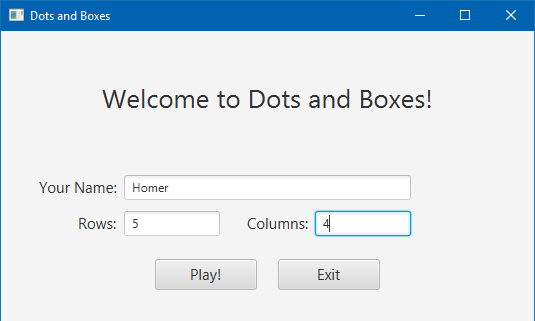 Dots and Boxes
Welcome to Dots and Boxes!
Your Name: Homer
Rows: 5 Columns: 4
Play! Exit